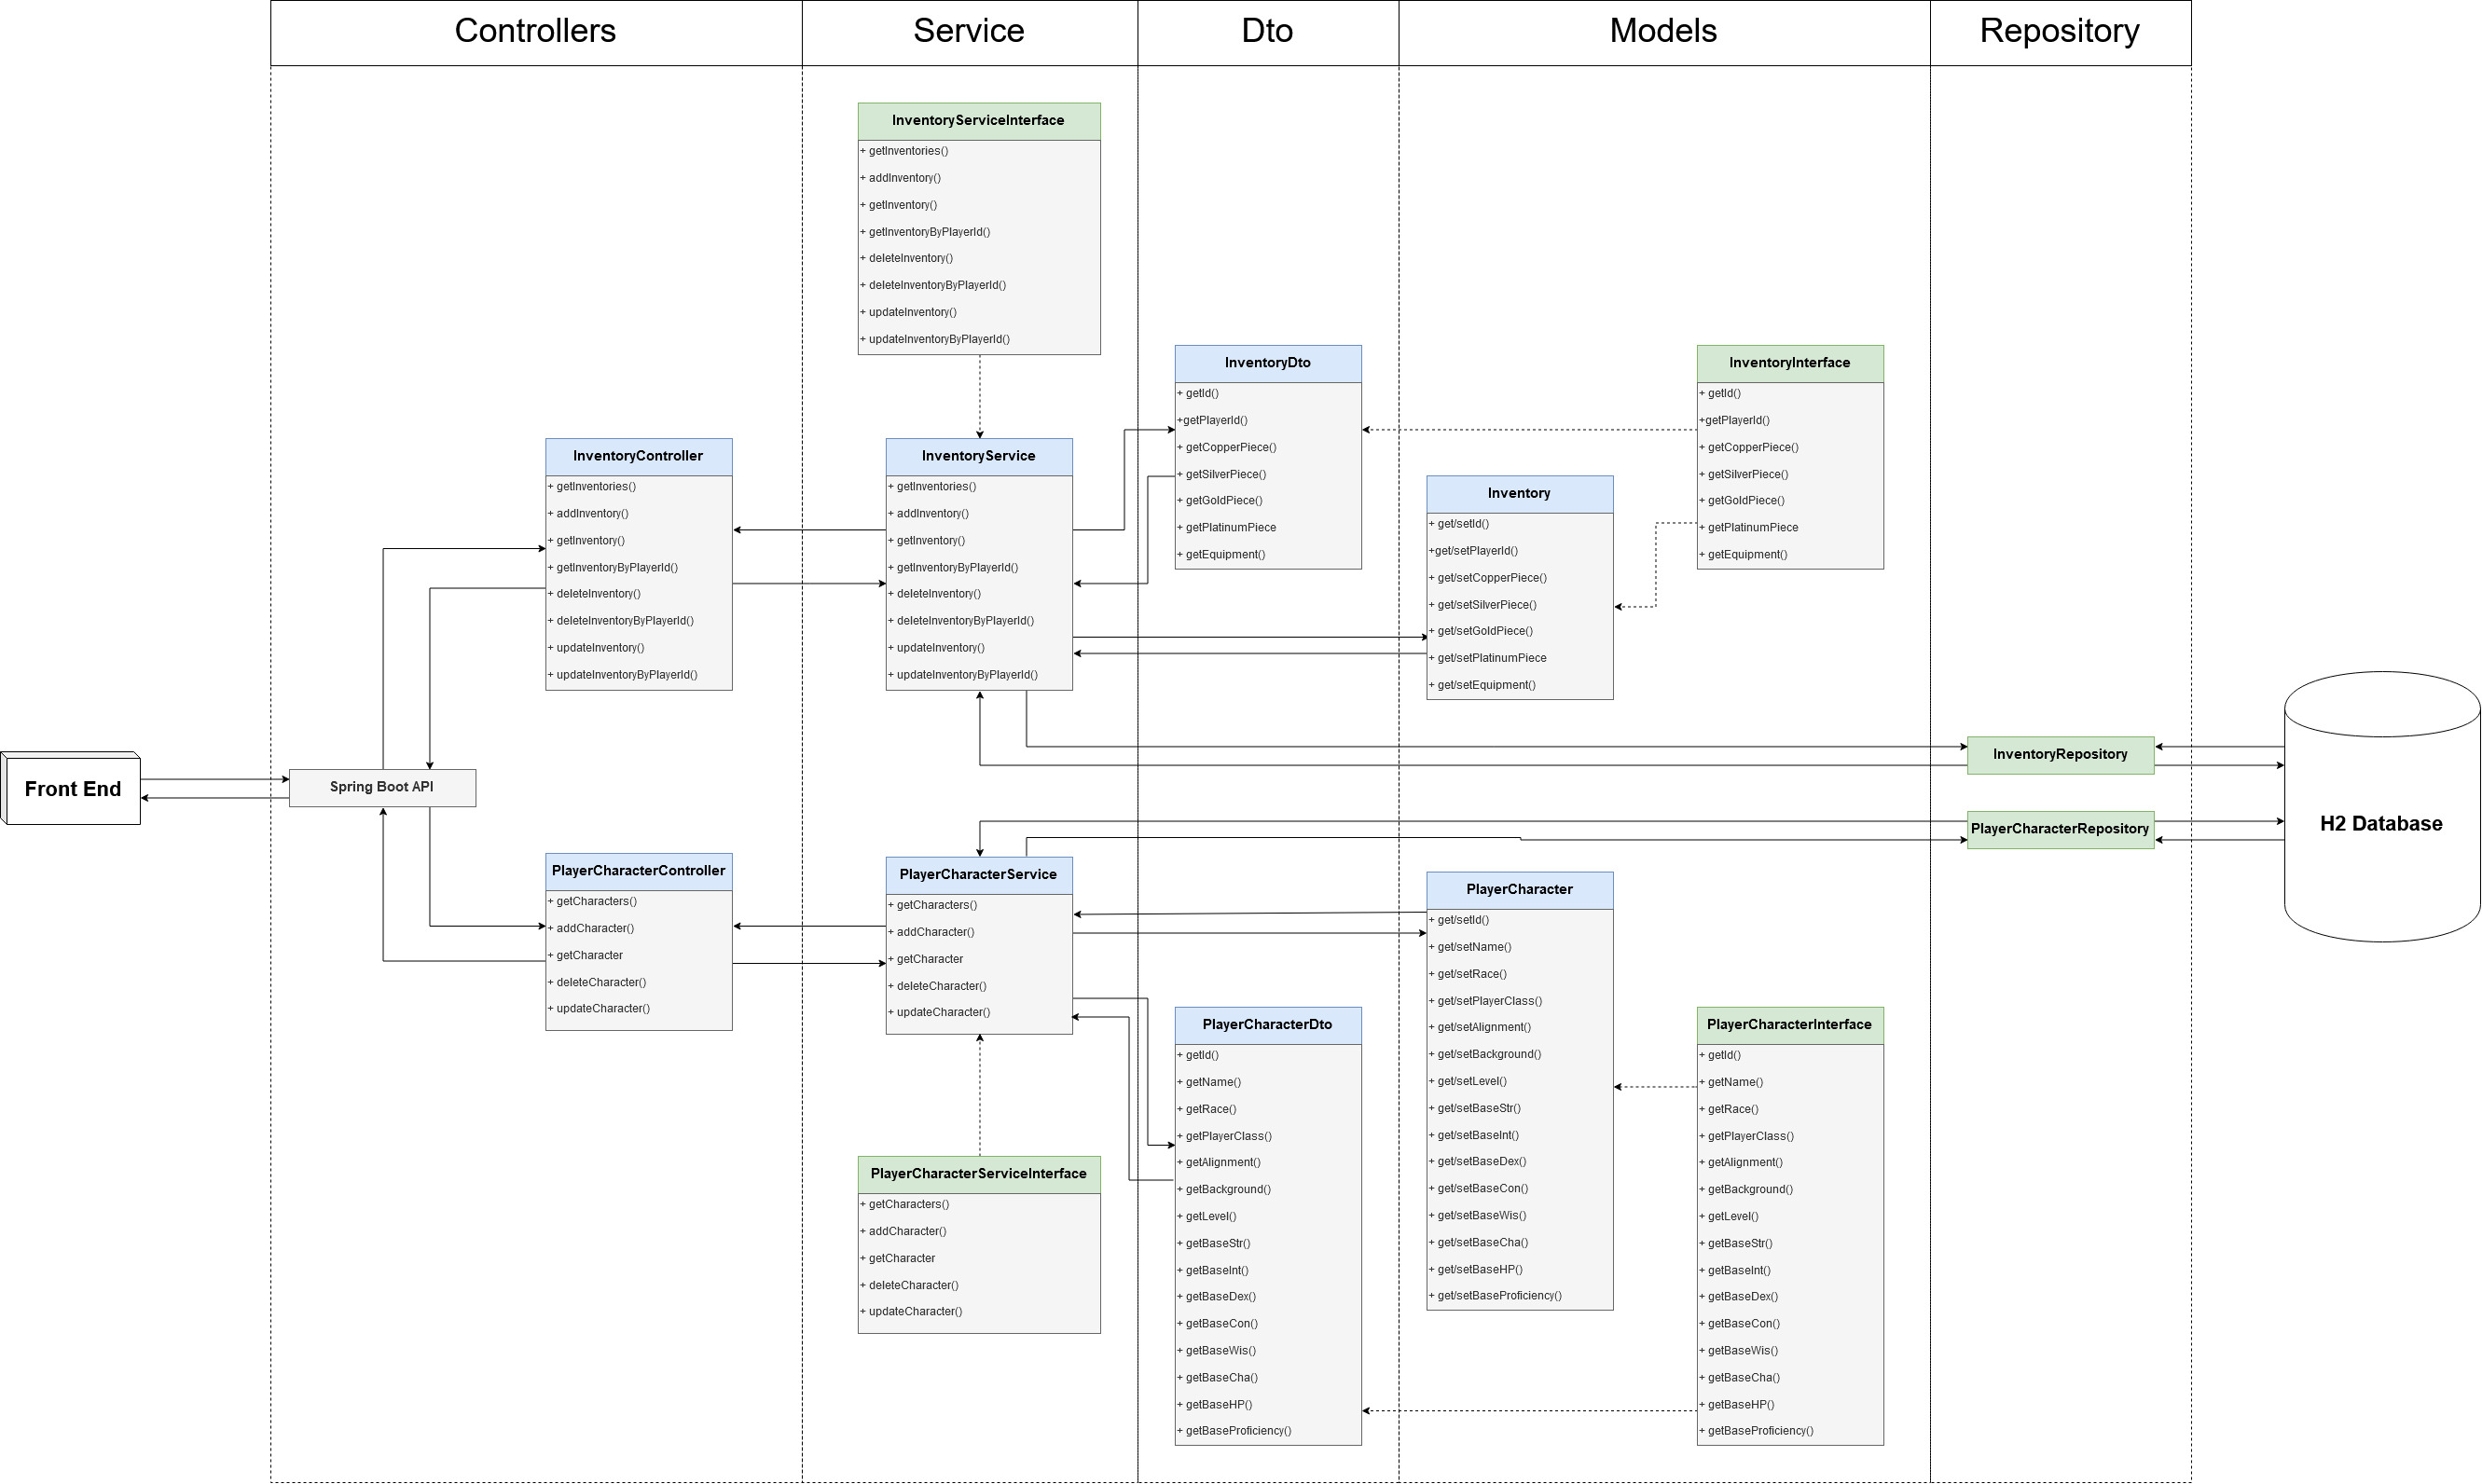 Controllers
Service
Dto
Models
Repository
InventoryServiceInterface
+ getInventories()
+ addInventory()
+ getInventory()
+ getInventoryByPlayerId()
+ deleteInventory()
+ deleteInventoryByPlayerId()
+ updateInventory()
+ updateInventoryByPlayerId()
InventoryController
+ getInventories()
+ addInventory()
+ getInventory()
+ getInventoryByPlayerId()
+ deleteInventory()
+ deleteInventoryByPlayerId()
+ updateInventory()
+ updateInventoryByPlayerId()
InventoryService
+ getInventories()
+ addInventory()
+ getInventory()
+ getInventoryByPlayerId()
+ deleteInventory()
+ deleteInventoryByPlayerId()
+ updateInventory()
+ updateInventoryByPlayerId()
InventoryDto
+ getId()
+getPlayerId()
+ getCopperPiece()
+ getSilverPiece()
+ getGoldPiece()
+ getPlatinumPiece
+ getEquipment()
Inventory
+ get/setId()
+get/setPlayerId()
+ get/setCopperPiece()
+ get/setSilverPiece()
+ get/setGoldPiece()
+ get/setPlatinumPiece
+ get/setEquipment()
InventoryInterface
+ getId()
+getPlayerId()
+ getCopperPiece()
+ getSilverPiece()
+ getGoldPiece()
+ getPlatinumPiece
+ getEquipment()
Front End
Spring Boot API
InventoryRepository
PlayerCharacterRepository
H2 Database
PlayerCharacterController
+ getCharacters()
+ addCharacter()
+ getCharacter
+ deleteCharacter()
+ updateCharacter()
PlayerCharacterService
+ getCharacters()
+ addCharacter()
+ getCharacter
+ deleteCharacter()
+ updateCharacter()
PlayerCharacterServiceInterface
+ getCharacters()
+ addCharacter()
+ getCharacter
+ deleteCharacter()
+ updateCharacter()
PlayerCharacterDto
+ getId()
+ getName()
+ getRace()
+ getPlayerClass()
+ getAlignment()
+ getBackground()
+ getLevel()
+ getBaseStr()
+ getBaseInt()
+ getBaseDex()
+ getBaseCon()
+ getBaseWis()
+ getBaseCha()
+ getBaseHP()
+ getBaseProficiency()
PlayerCharacter
+ get/setId()
+ get/setName()
+ get/setRace()
+ get/setPlayerClass()
+ get/setAlignment()
+ get/setBackground()
+ get/setLevel()
+ get/setBaseStr()
+ get/setBaseInt()
+ get/setBaseDex()
+ get/setBaseCon()
+ get/setBaseWis()
+ get/setBaseCha()
+ get/setBaseHP()
+ get/setBaseProficiency()
PlayerCharacterInterface
+ getId()
+ getName()
+ getRace()
+ getPlayerClass()
+ getAlignment()
+ getBackground()
+ getLevel()
+ getBaseStr()
+ getBaseInt()
+ getBaseDex()
+ getBaseCon()
+ getBaseWis()
+ getBaseCha()
+ getBaseHP()
+ getBaseProficiency()